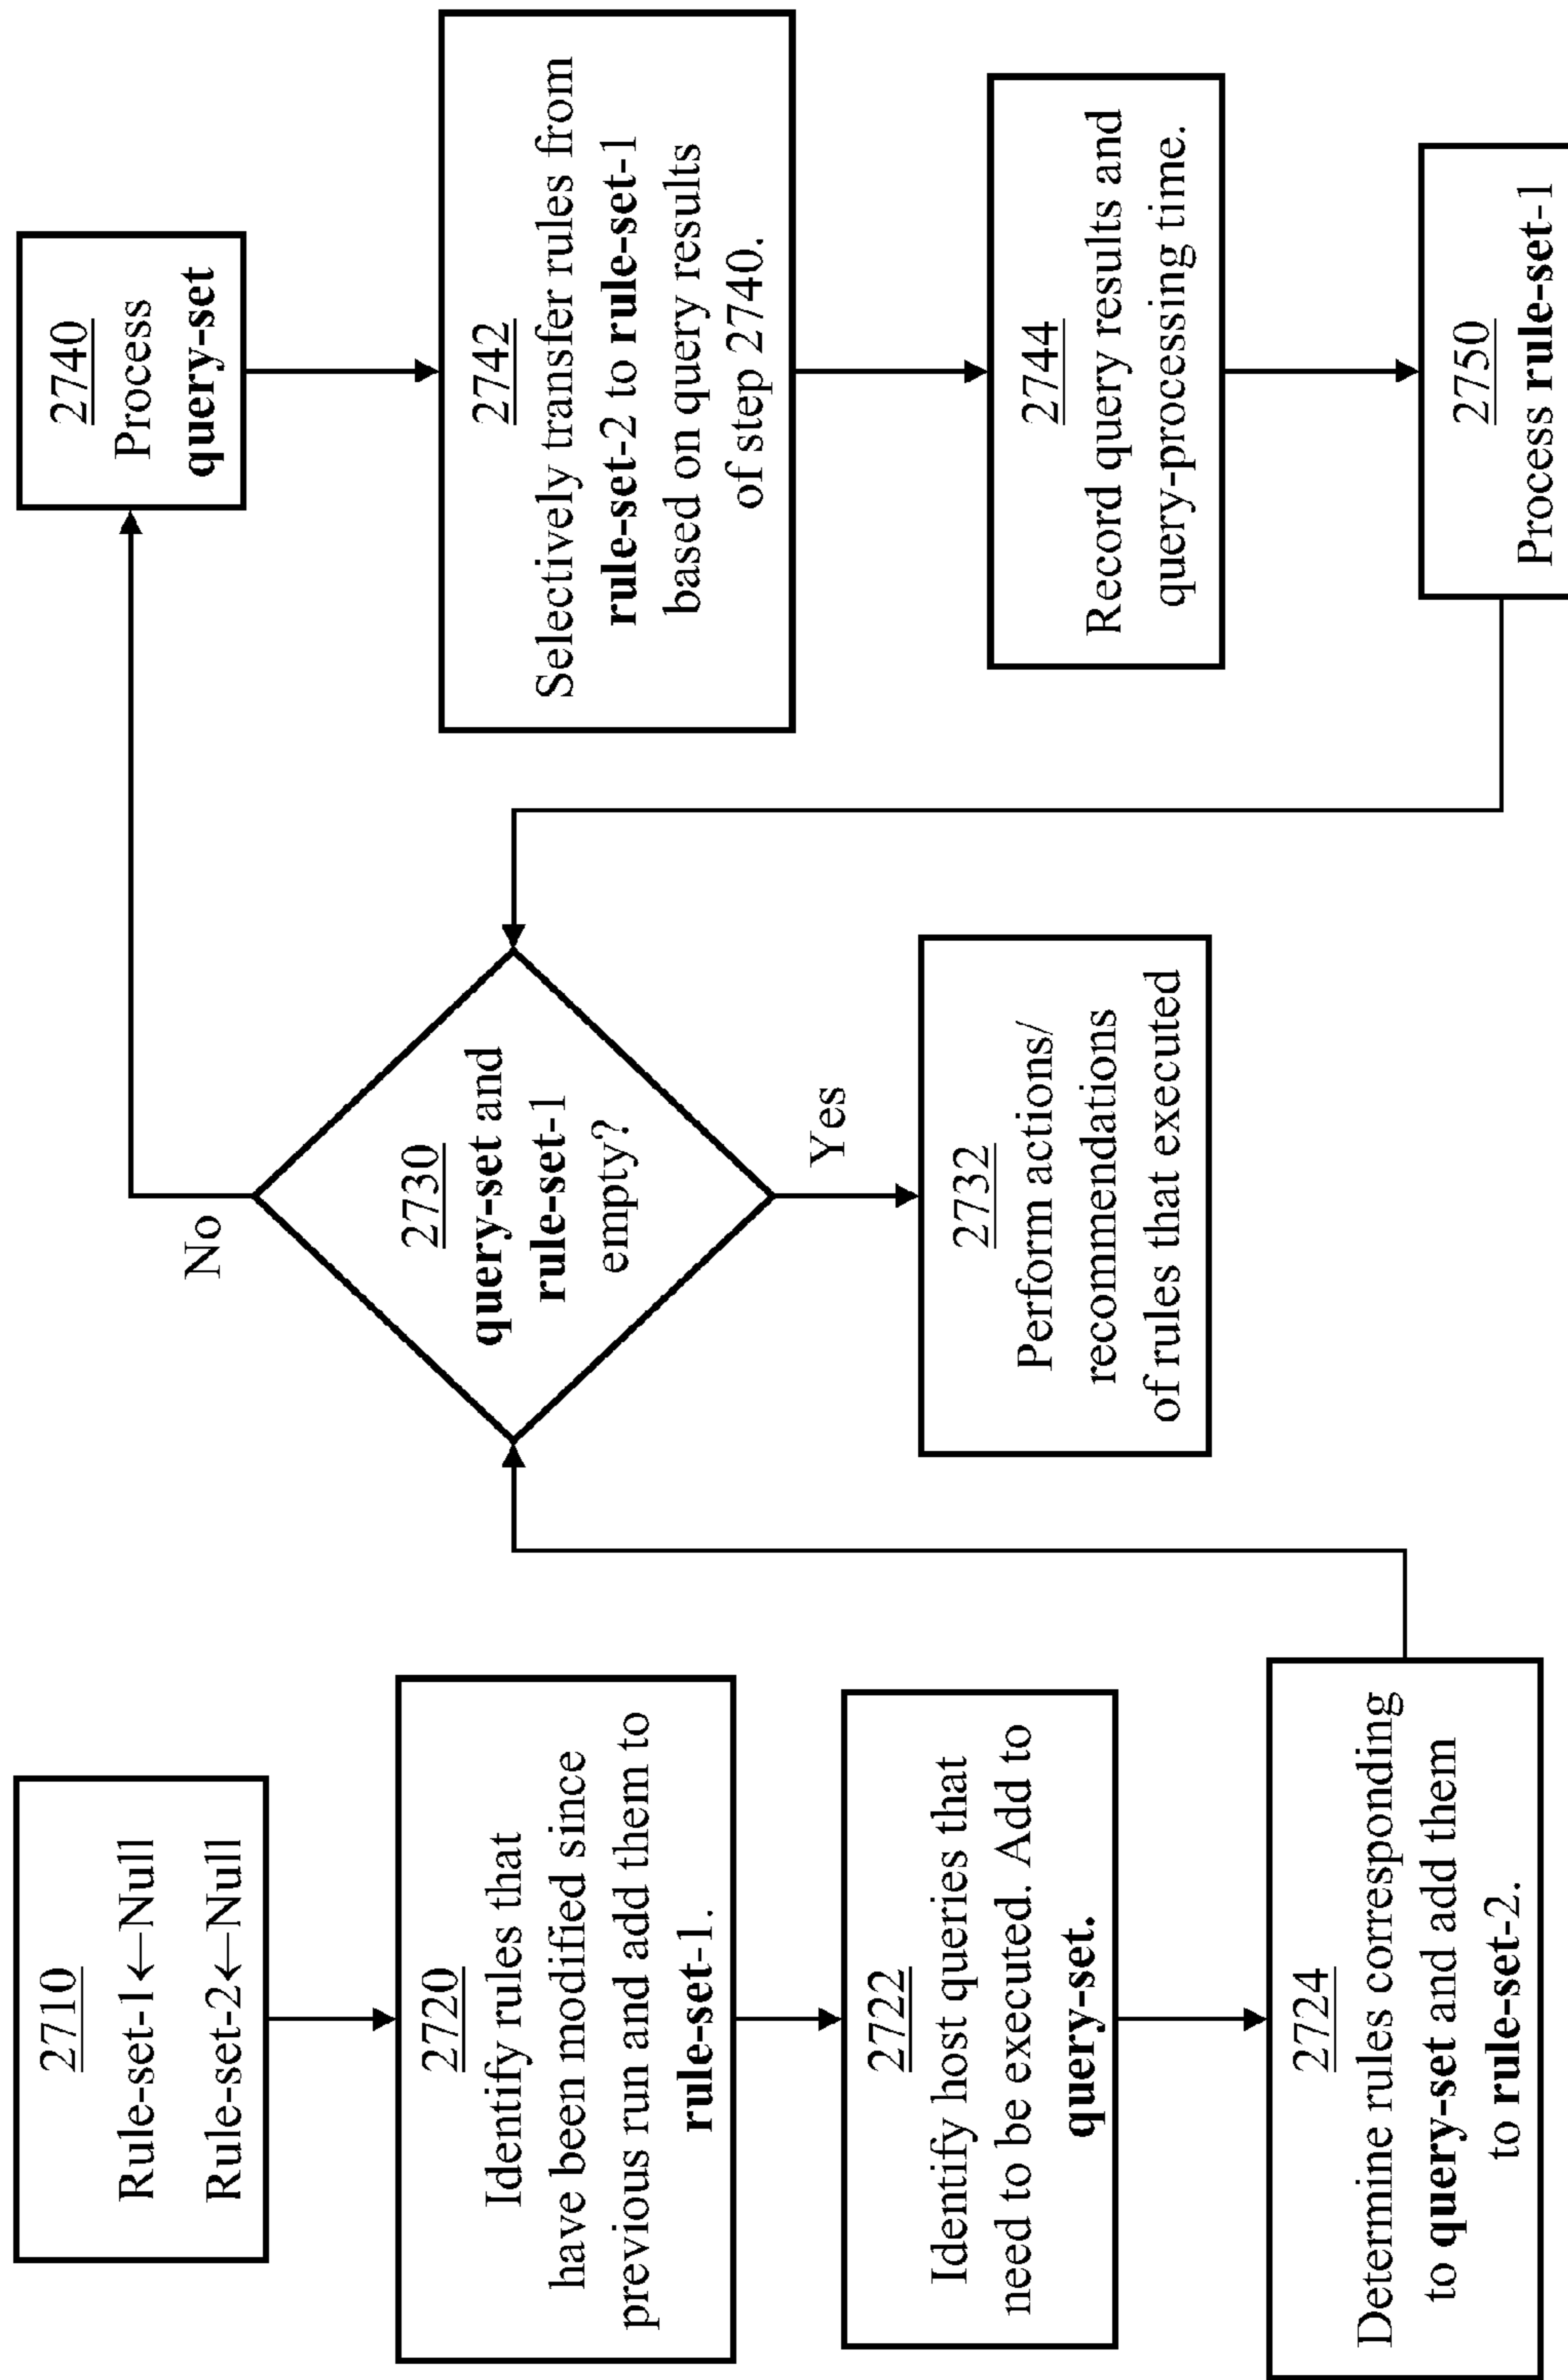 2710
Rule-set-1←Null
Rule-set-2←Null
2720
Identify rules that
have been modified since
previous run and add them to
rule-set-1.
2722
Identify host queries that
need to be executed. Add to
query-set.
2724
Determine rules corresponding
to query-set and add them
to rule-set-2.
2730
query-set and
rule-set-1
empty?
No
Yes
2732
Perform actions/
recommendations
of rules that executed
2740
Process
query-set
2742
Selectively transfer rules from
rule-set-2 to rule-set-1
based on query results
of step 2740.
2744
Record query results and
query-processing time.
2750
Process rule-set-1